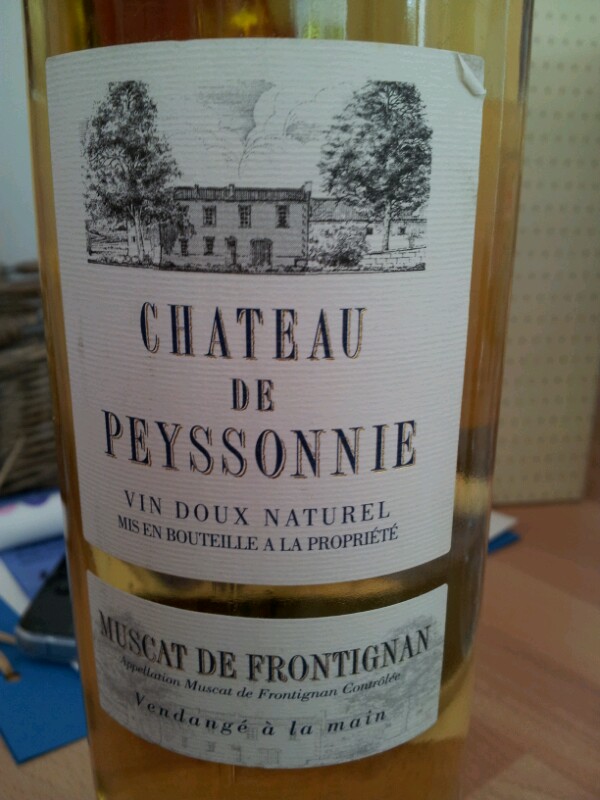 CHATEAU
DE
PEYSSONNIE
VIN DOUX NATUREL
MIS EN BOUTEILLE A LA PROPRIÉTÉ
MUSCAT DE FRONTIGNAN
Appellation Muscat de Frontignan Contrôlée
Vendangé à la main